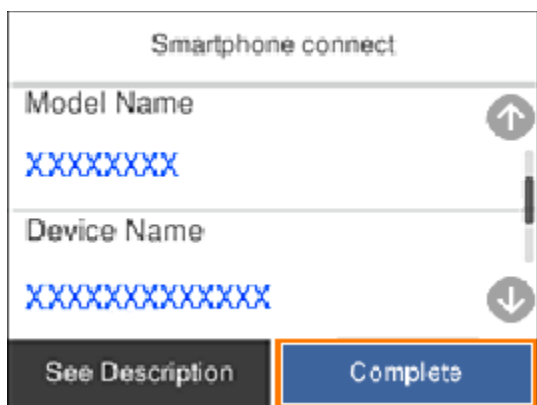 Smartphone connect
Model Name
XXXXXXXX
Device Name
XXXXXXXXXXXXX
See Description
Complete